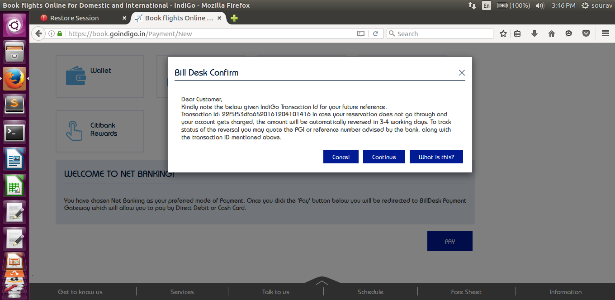 Book flights Online for Domestic and International - IndiGo - Mozilla Firefox
En (100%) 3:46 PM sourav
Restore Session
Book flights Online ...
https://book.goindigo.in/Payment/New
Search
Wallet
Citibank
Rewards
Bill Desk Confirm
Dear Customer,
Kindly note the below given IndiGo Transaction Id for your future reference.
Transaction Id: In case your reservation does not go through and
your account gets charged, the amount will be automatically reversed in 3-4 working days. To track
status of the reversal you may quote the PGI or reference number advised by the bank, along with
the transaction ID mentioned above.
Cancel Continue What is this?
WELCOME TO NET BANKING!
You have chosen Net Banking as your preferred mode of Payment. Once you click the 'Pay' button below you will be redirected to BillDesk Payment
Gateway which will allow you to pay by Direct Debit or Cash Card.
PAY
Get to know us Services Talk to us Schedule Fare Sheet Information